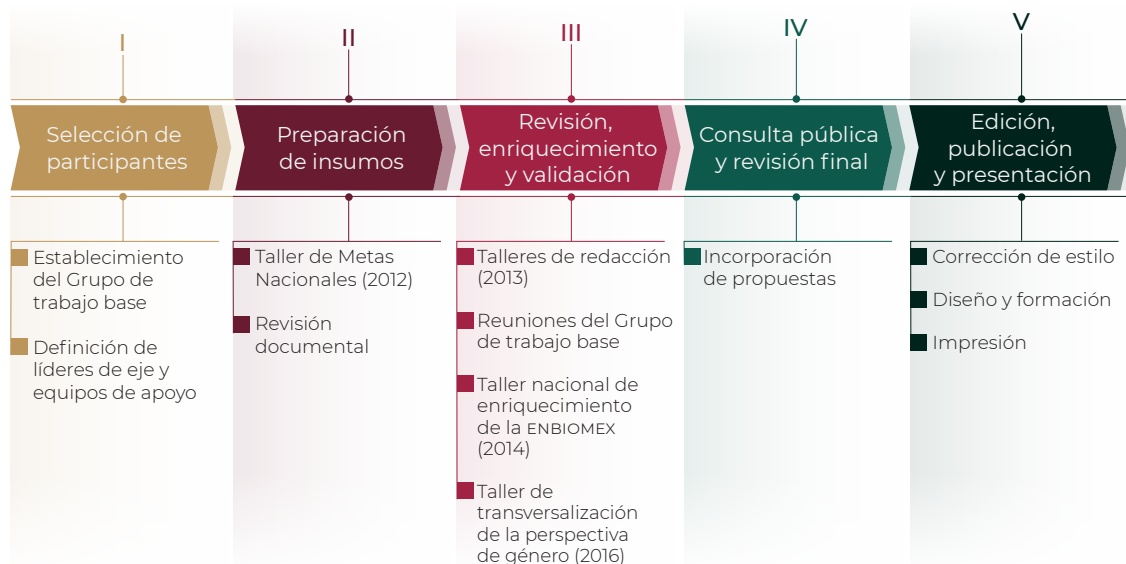 I
II
III
IV
V
Selección de
participantes
Preparación
de insumos
Revisión,
enriquecimiento
y validación
Consulta pública
y revisión final
Edición,
publicación
y presentación
Establecimiento
del Grupo de
trabajo base
Definición de
líderes de eje y
equipos de apoyo
Taller de Metas
Nacionales (2012)
Revisión
documental
Talleres de redacción
(2013)
Reuniones del Grupo
de trabajo base
Taller nacional de
enriquecimiento
de la ENBIOMEX
(2014)
Taller de
transversalización
de la perspectiva
de género (2016)
Incorporación
de propuestas
Corrección de estilo
Diseño y formación
Impresión